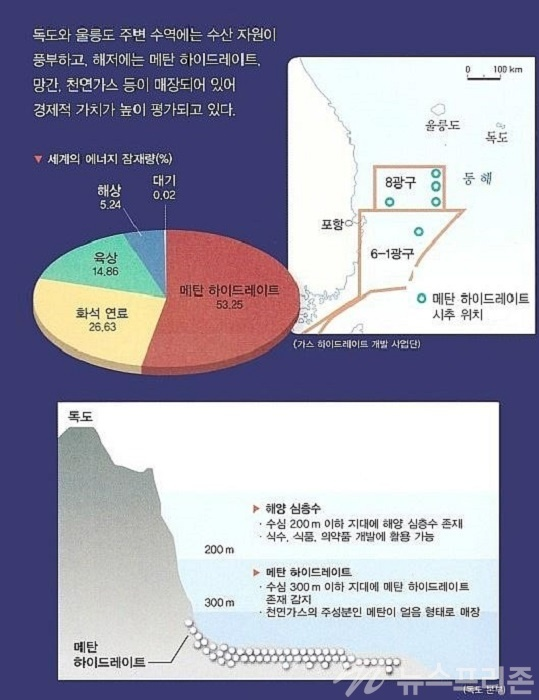 독도와 울릉도 주변 수역에는 수산 자원이
풍부하고, 해저에는 메탄 하이드레이트,
망간, 천연가스 등이 매장되어 있어
경제적 가치가 높이 평가되고 있다.
▼ 세계의 에너지 잠재량(%)
대기
0.02
해상
5.24
육상
14.86
화석 연료
26.63
메탄 하이드레이트
53.25
0 100 km
울릉도
독도
동 해
8광구
포항
6-1광구
메탄 하이드레이트
시추 위치
(가스 하이드레이트 개발 사업단)
독도
▶ 해양 심층수
· 수심 200 m 이하 지대에 해양 심층수 존재
· 식수, 식품, 의약품 개발에 활용 가능
200 m
▶ 메탄 하이드레이트
· 수심 300 m 이하 지대에 메탄 하이드레이트
존재 감지
· 천연가스의 주성분인 메탄이 얼음 형태로 매장
300 m
메탄
하이드레이트
뉴스프리존